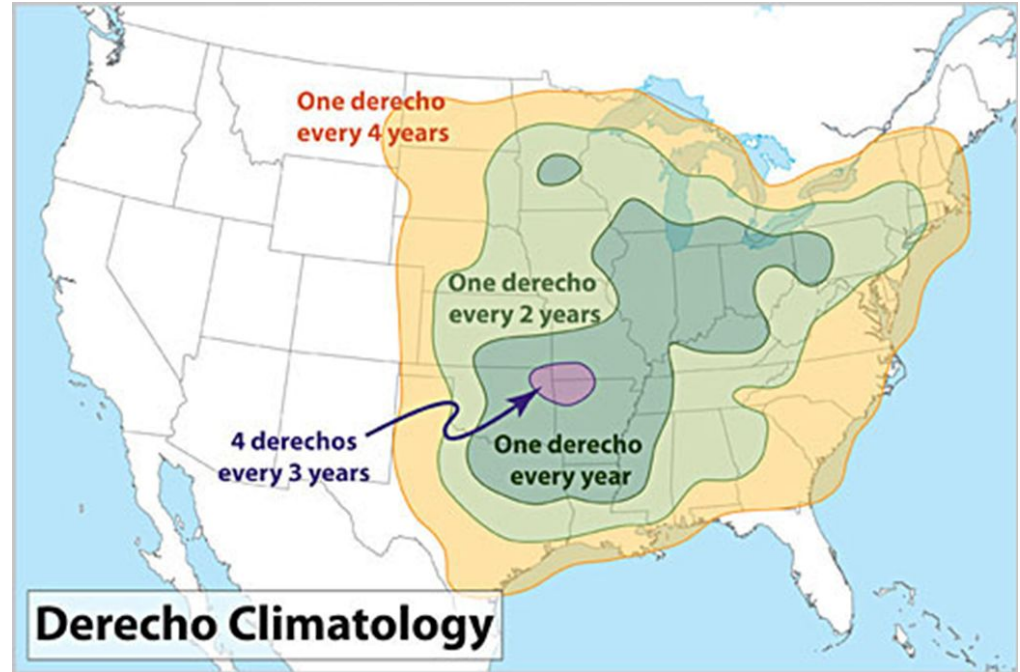 One derecho
every 4 years
One derecho
every 2 years
4 derechos
every 3 years
One derecho
every year
Derecho Climatology